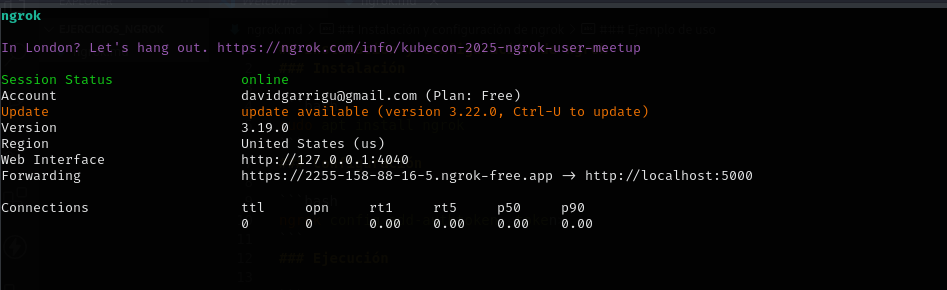 ngrok
In London? Let's hang out. https://ngrok.com/info/kubecon-2025-ngrok-user-meetup
### Instalación
Session Status online
Account davidgarrigu@gmail.com (Plan: Free)
Update update available (version 3.22.0, Ctrl-U to update)
Version 3.19.0
Region United States (us)
Web Interface http://127.0.0.1:4040
Forwarding https://2255-158-88-16-5.ngrok-free.app -> http://localhost:5000
Connections ttl opn rt1 rt5 p50 p90
0 0 0.00 0.00 0.00 0.00
### Ejecución